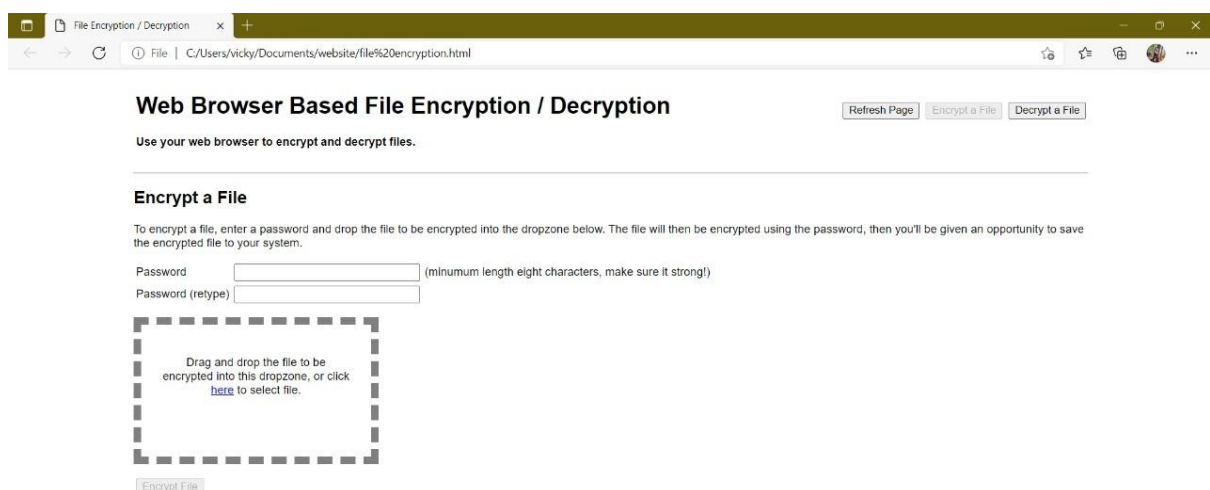 File Encryption / Decryption
File | C:/Users/vicky/Documents/website/file%20encryption.html
Web Browser Based File Encryption / Decryption
Refresh Page Encrypt a File Decrypt a File
Use your web browser to encrypt and decrypt files.
Encrypt a File
To encrypt a file, enter a password and drop the file to be encrypted into the dropzone below. The file will then be encrypted using the password, then you'll be given an opportunity to save
the encrypted file to your system.
Password (minumum length eight characters, make sure it strong!)
Password (retype)
Drag and drop the file to be
encrypted into this dropzone, or click
here to select file.
Encrypt File